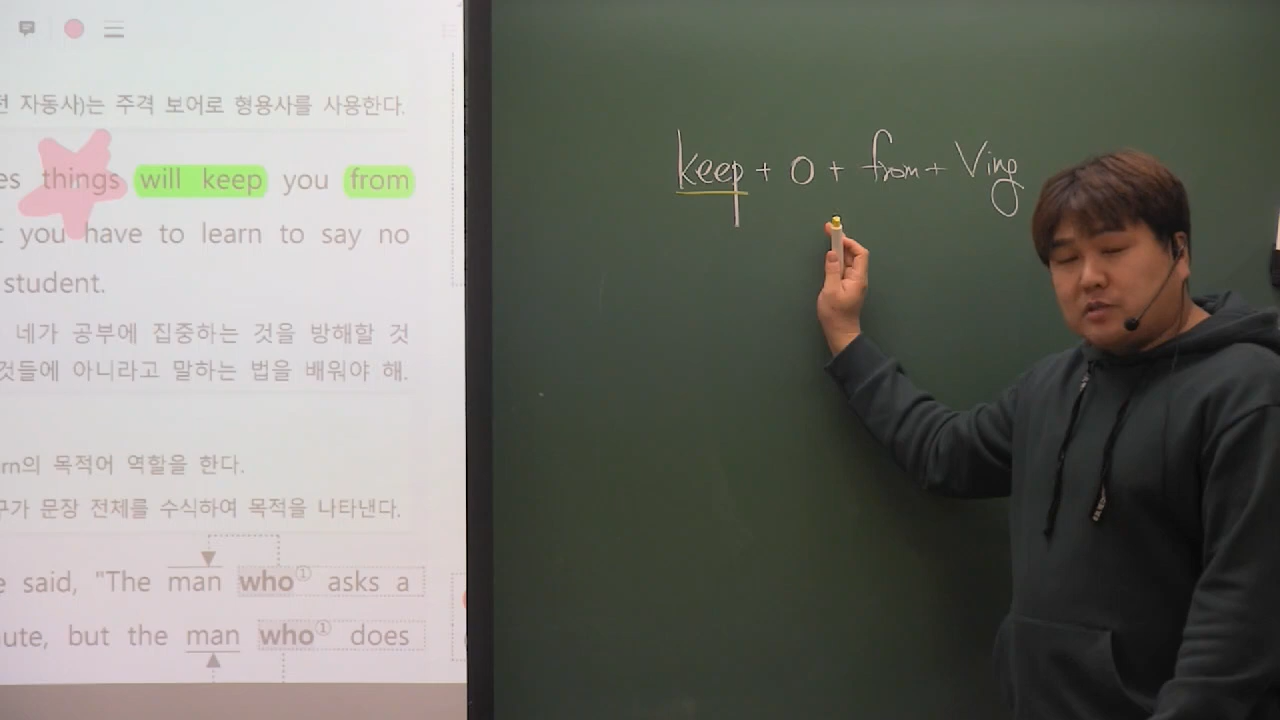 전 자동사)는 주격 보어로 형용사를 사용한다.
es things will keep you from
t you have to learn to say no
student.
네가 공부에 집중하는 것을 방해할 것
것들에 아니라고 말하는 법을 배워야 해.
rn의 목적어 역할을 한다.
구가 문장 전체를 수식하여 목적을 나타낸다.
e said, "The man who① asks a
ute, but the man who① does
keep + O + from + Ving